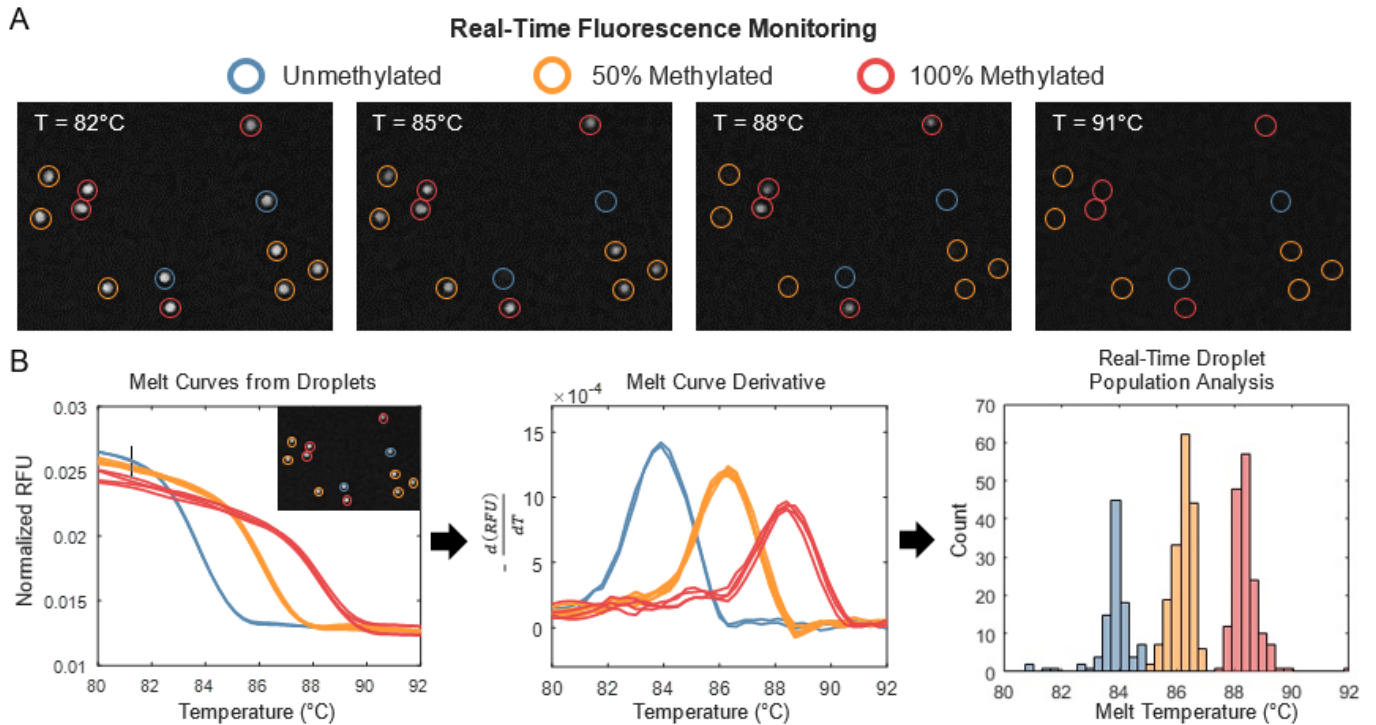 A
Real-Time Fluorescence Monitoring
Unmethylated
50% Methylated
100% Methylated
T = 82°C
T = 85°C
T = 88°C
T = 91°C
B
Melt Curves from Droplets
Normalized RFU
0.03
0.025
0.02
0.015
0.01
80
82
84
86
88
90
92
Temperature (°C)
Melt Curve Derivative
×10⁻⁴
- d(RFU)/dT
15
10
5
0
80
82
84
86
88
90
92
Temperature (°C)
Real-Time Droplet
Population Analysis
Count
70
60
50
40
30
20
10
0
80
82
84
86
88
90
92
Melt Temperature (°C)